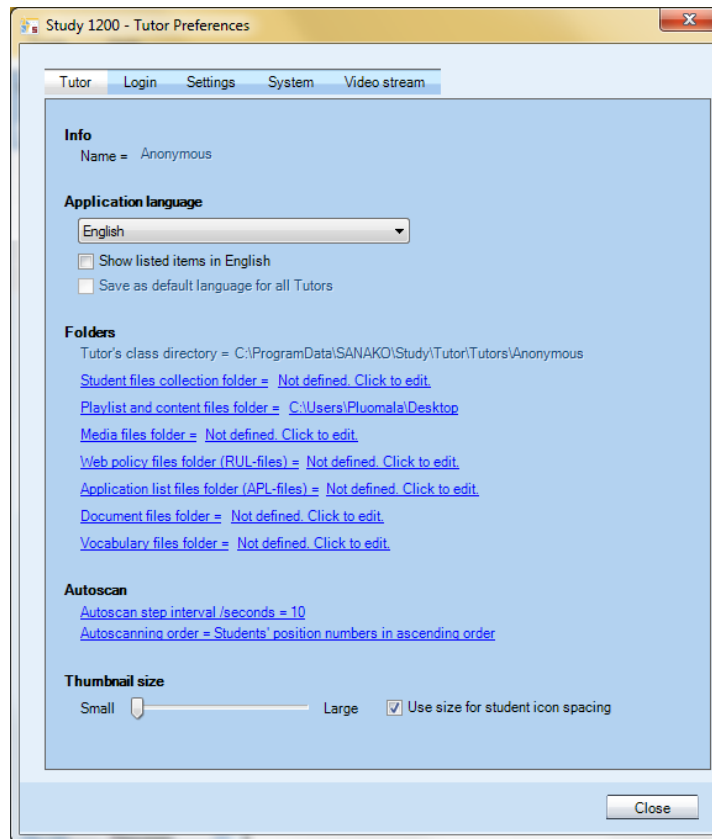 Study 1200 - Tutor Preferences
Tutor Login Settings System Video stream
Info
Name = Anonymous
Application language
English
Show listed items in English
Save as default language for all Tutors
Folders
Tutor's class directory = C:\ProgramData\SANAKO\Study\Tutor\Tutors\Anonymous
Student files collection folder = Not defined. Click to edit.
Playlist and content files folder = C:\Users\Pluomala\Desktop
Media files folder = Not defined. Click to edit.
Web policy files folder (RUL-files) = Not defined. Click to edit.
Application list files folder (APL-files) = Not defined. Click to edit.
Document files folder = Not defined. Click to edit.
Vocabulary files folder = Not defined. Click to edit.
Autoscan
Autoscan step interval /seconds = 10
Autoscanning order = Students' position numbers in ascending order
Thumbnail size
Small Large Use size for student icon spacing
Close